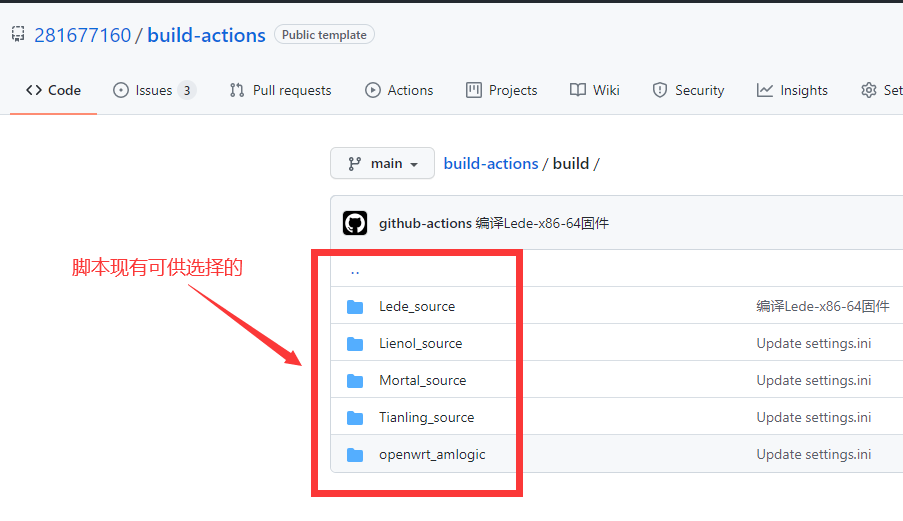 281677160 / build-actions Public template
Code Issues 3 Pull requests Actions Projects Wiki Security Insights Set
main build-actions / build /
github-actions 编译Lede-x86-64固件
脚本现有可供选择的
..
Lede_source 编译Lede-x86-64固件
Lienol_source Update settings.ini
Mortal_source Update settings.ini
Tianling_source Update settings.ini
openwrt_amlogic Update settings.ini